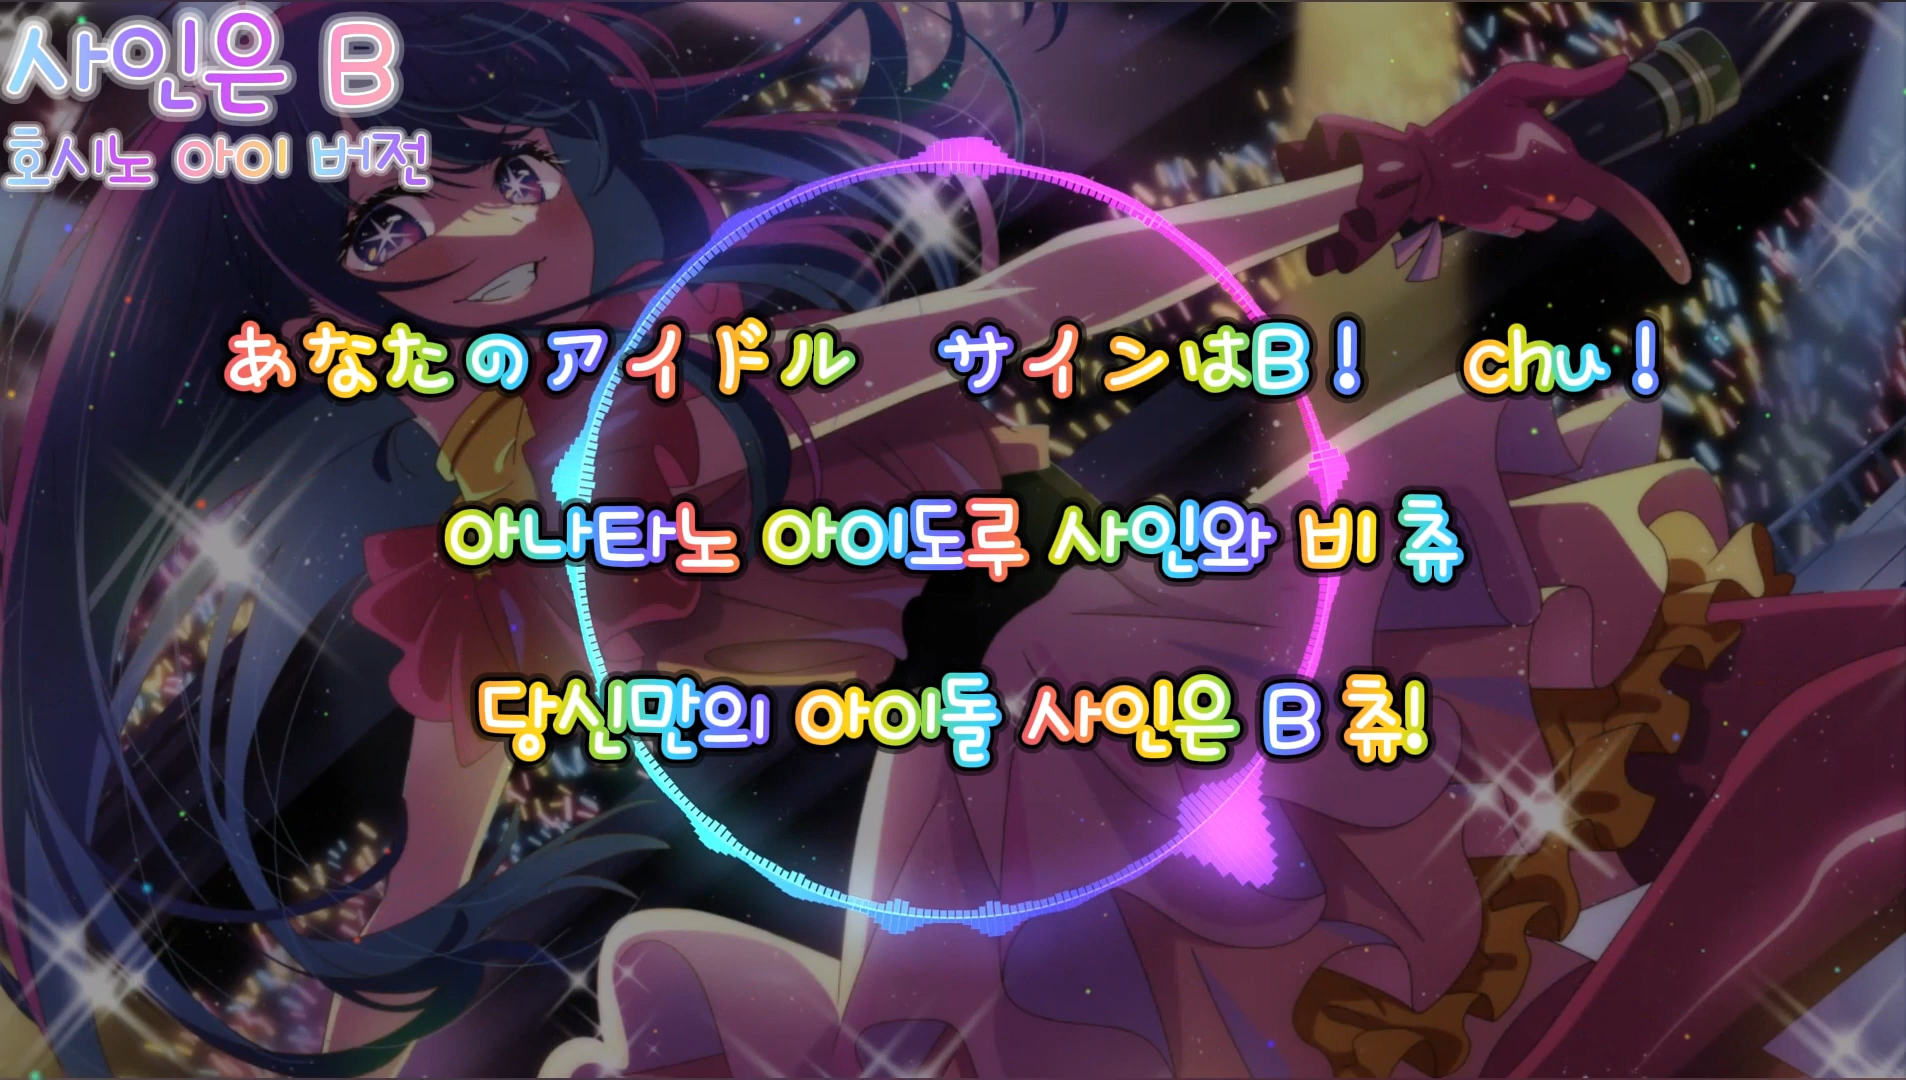 사인은 B
호시노 아이 버전
あなたのアイドル　サインはB！　chu！
아나타노 아이도루 사인와 비 츄
당신만의 아이돌 사인은 B 츄!